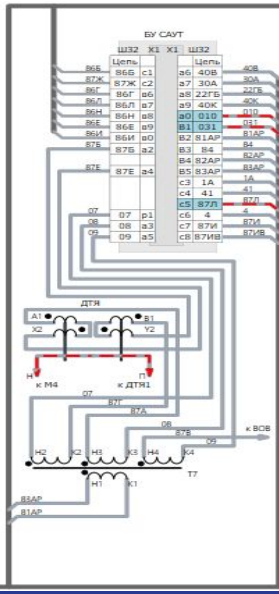 БУ САУТ
Ш32 X1 X1 Ш32
Цепь Цепь
86Б 86Б с1 а6 40В 40В
87Ж 87Ж с2 а7 30А 30А
86Г 86Г в6 а8 22ГБ 22ГБ
86Л 86Л в7 а9 40К 40К
86Н 86Н в8 а0 010 010
86Е 86Е в9 В1 031 031
86И 86И в0 В2 81АР 81АР
87Б 87Б а2 В3 84 В4
В4 82АР 82АР
87Е 87Е а4 В5 83АР 83АР
с3 1А 1А
с4 41 41
с5 87Л 87Л
07 07 р1 с6 4 4
08 08 а3 с7 87И 87И
09 09 а5 с8 87ИВ 87ИВ
ДТЯ
А1 В1
Х2 Y2
Н П
к М4 к ДТЯ1
07
87Г
87А
08
87В
к ВОВ
09
Н2 К2 Н3 К3 Н4 К4
Т7
Н1 К1
83АР
81АР